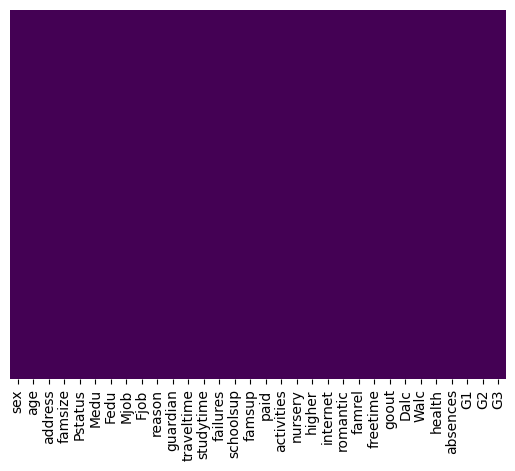 sex
age
address
famsize
Pstatus
Medu
Fedu
Mjob
Fjob
reason
guardian
traveltime
studytime
failures
schoolsup
famsup
paid
activities
nursery
higher
internet
romantic
famrel
freetime
goout
Dalc
Walc
health
absences
G1
G2
G3